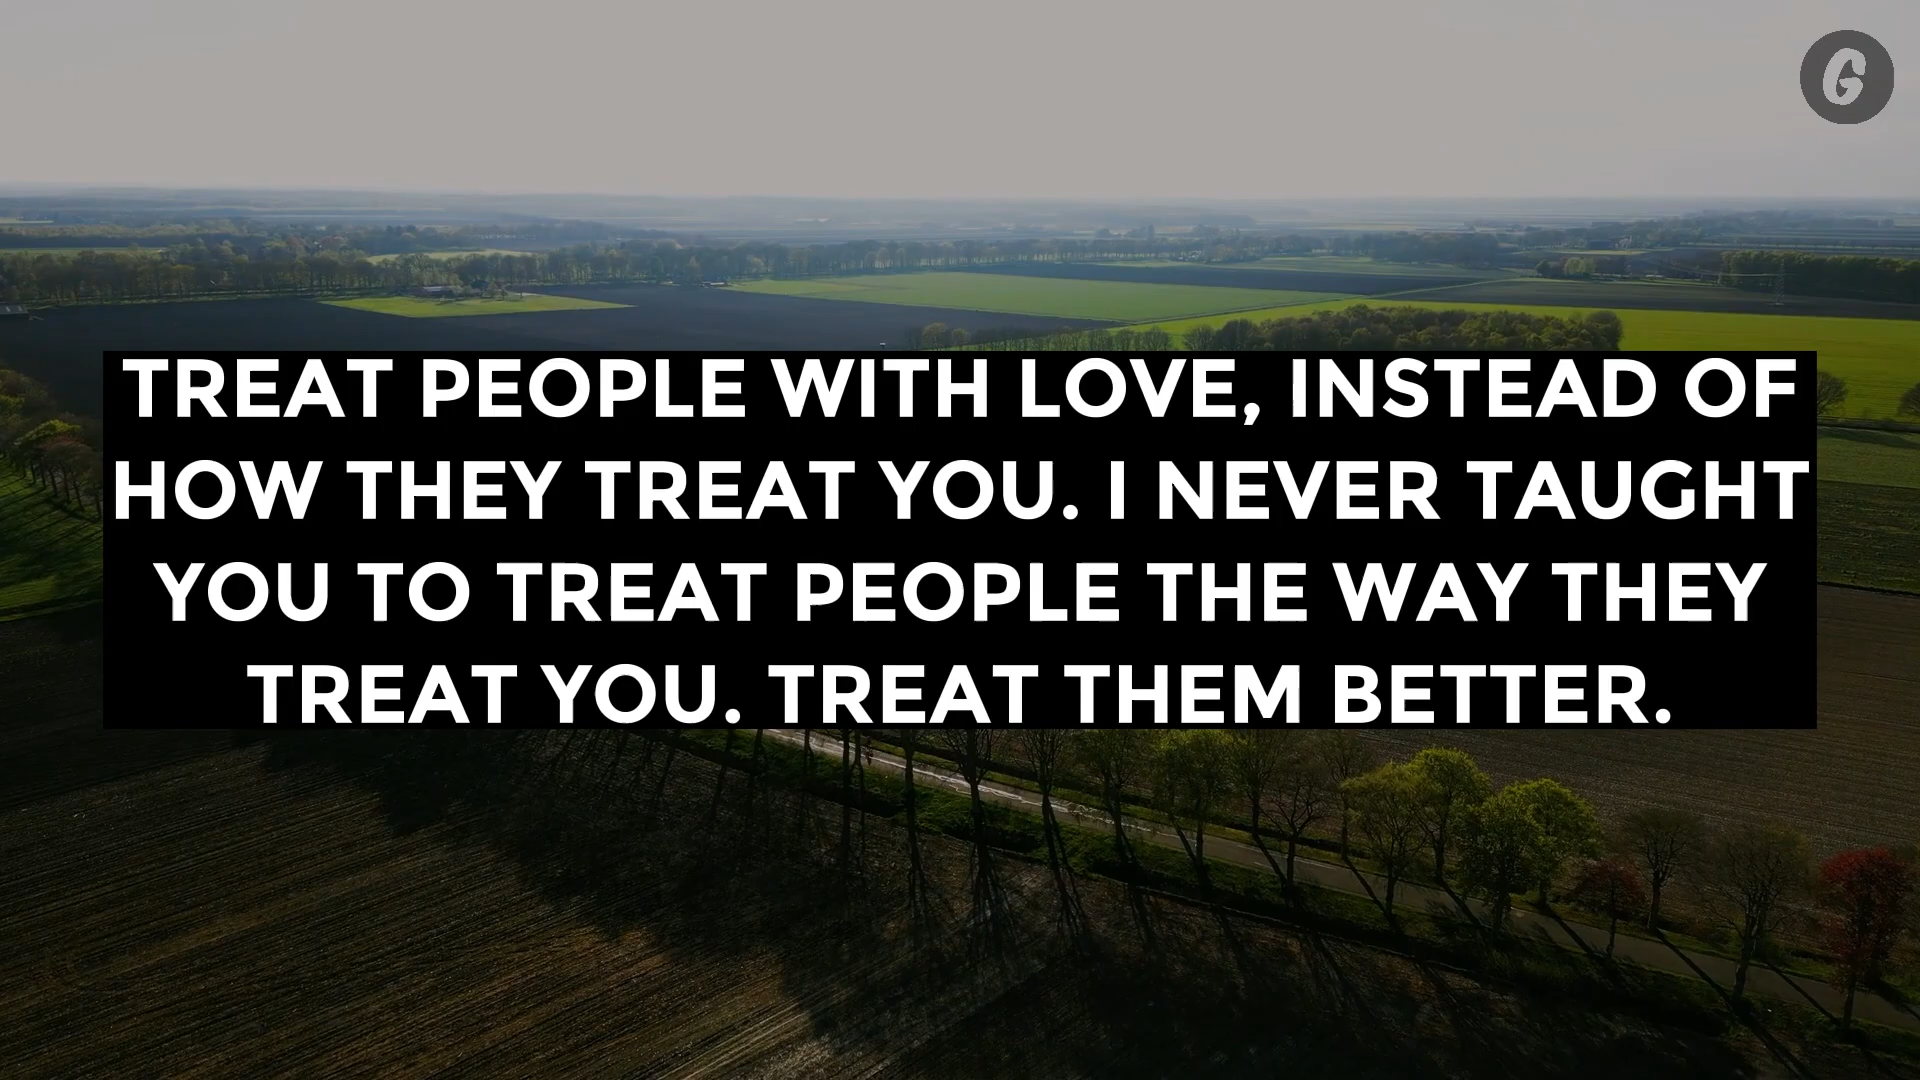 G
TREAT PEOPLE WITH LOVE, INSTEAD OF
HOW THEY TREAT YOU. I NEVER TAUGHT
YOU TO TREAT PEOPLE THE WAY THEY
TREAT YOU. TREAT THEM BETTER.